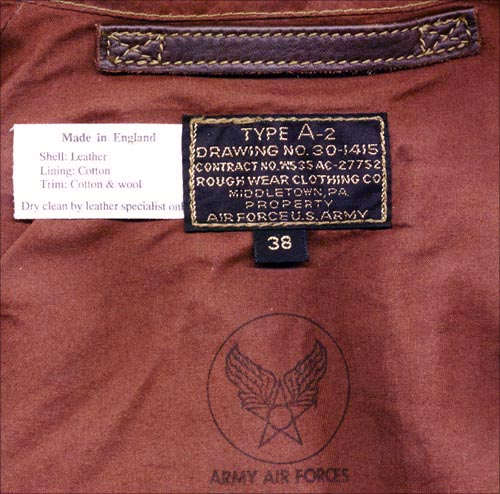 Made in England
Shell: Leather
Lining: Cotton
Trim: Cotton & wool
Dry clean by leather specialist onl
TYPE A-2
DRAWING NO. 30-1415
CONTRACT NO. W535 AC-27752
ROUGH WEAR CLOTHING CO
MIDDLETOWN, PA.
PROPERTY
AIR FORCE U.S. ARMY
38
ARMY AIR FORCES